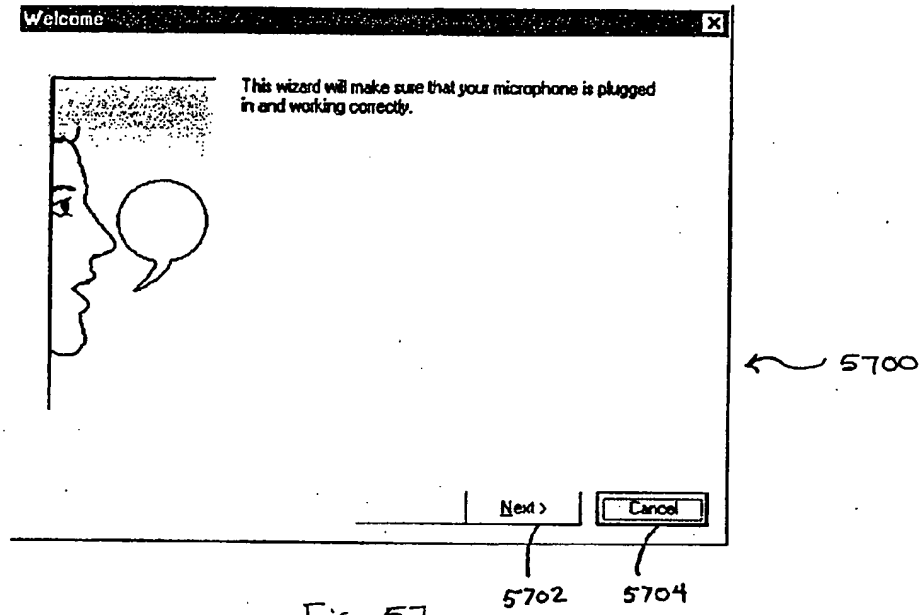 Welcome
This wizard will make sure that your microphone is plugged
in and working correctly.
5700
Next >
Cancel
5702
5704
Fig. 57